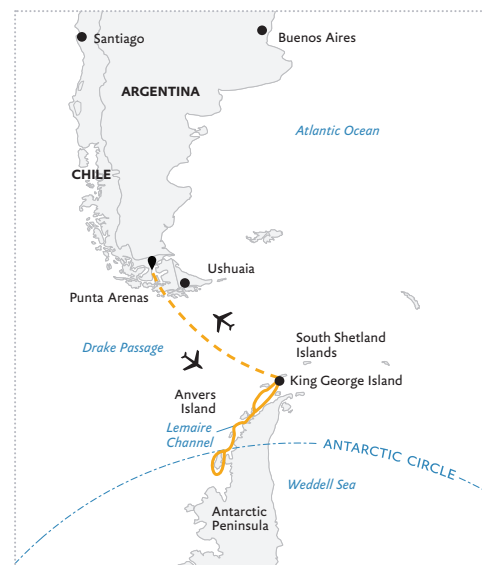 Santiago
Buenos Aires
ARGENTINA
Atlantic Ocean
CHILE
Ushuaia
Punta Arenas
Drake Passage
South Shetland
Islands
King George Island
Anvers
Island
Lemaire
Channel
ANTARCTIC CIRCLE
Weddell Sea
Antarctic
Peninsula